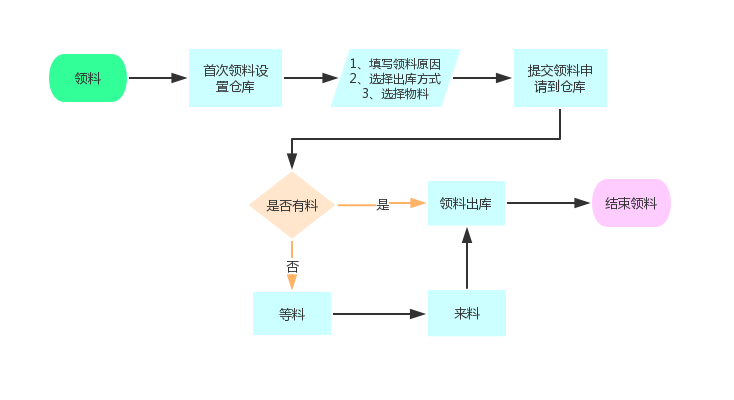 领料
首次领料设
置仓库
1、填写领料原因
2、选择出库方式
3、选择物料
提交领料申
请到仓库
是否有料
是
领料出库
结束领料
否
等料
来料